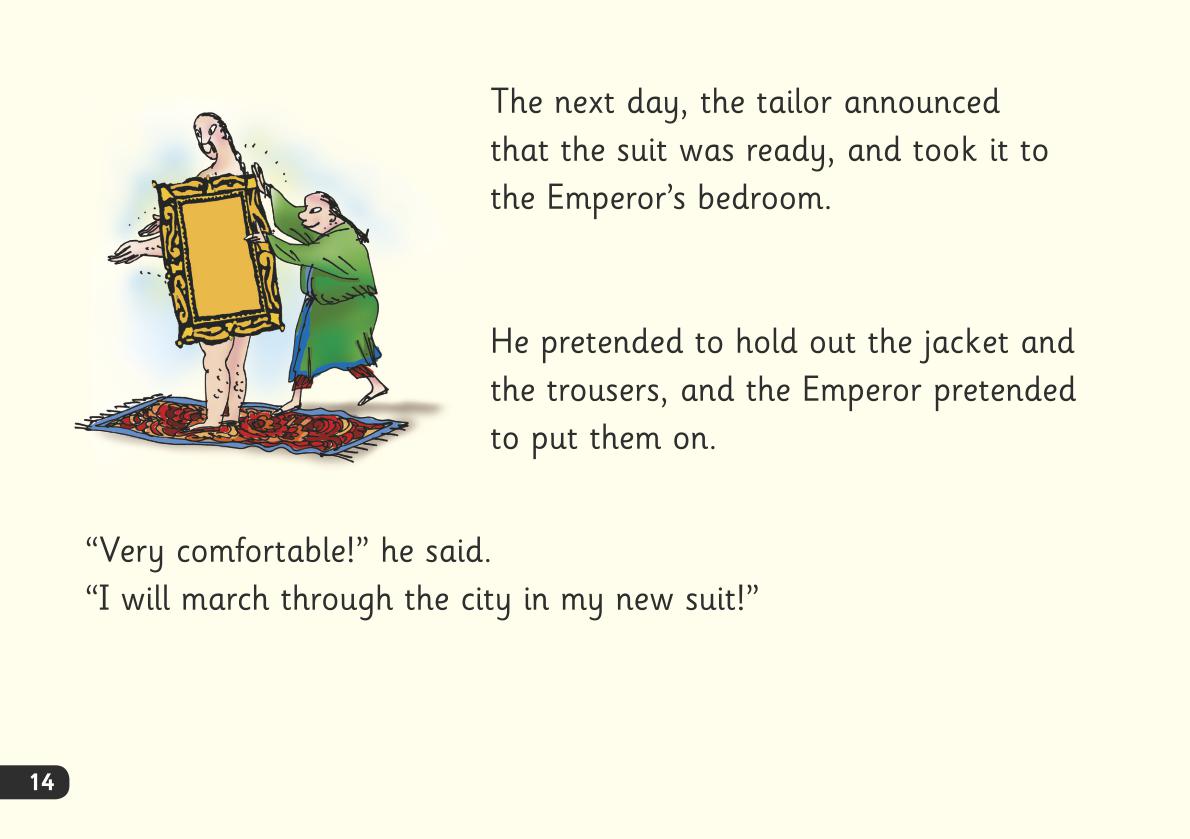 The next day, the tailor announced
that the suit was ready, and took it to
the Emperor’s bedroom.
He pretended to hold out the jacket and
the trousers, and the Emperor pretended
to put them on.
“Very comfortable!” he said.
“I will march through the city in my new suit!”
14